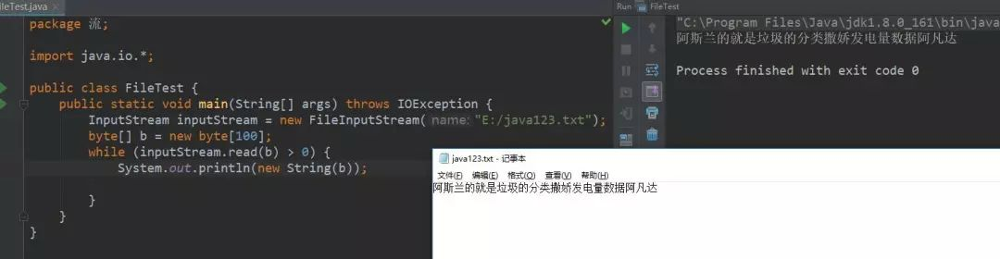 FileTest.java
package 流;
import java.io.*;
public class FileTest {
public static void main(String[] args) throws IOException {
InputStream inputStream = new FileInputStream( name: "E:/java123.txt");
byte[] b = new byte[100];
while (inputStream.read(b) > 0) {
System.out.println(new String(b));
}
}
}
Run FileTest
"C:\Program Files\Java\jdk1.8.0_161\bin\java
阿斯兰的就是垃圾的分类撒娇发电量数据阿凡达
Process finished with exit code 0
java123.txt - 记事本
文件(F) 编辑(E) 格式(O) 查看(V) 帮助(H)
阿斯兰的就是垃圾的分类撒娇发电量数据阿凡达